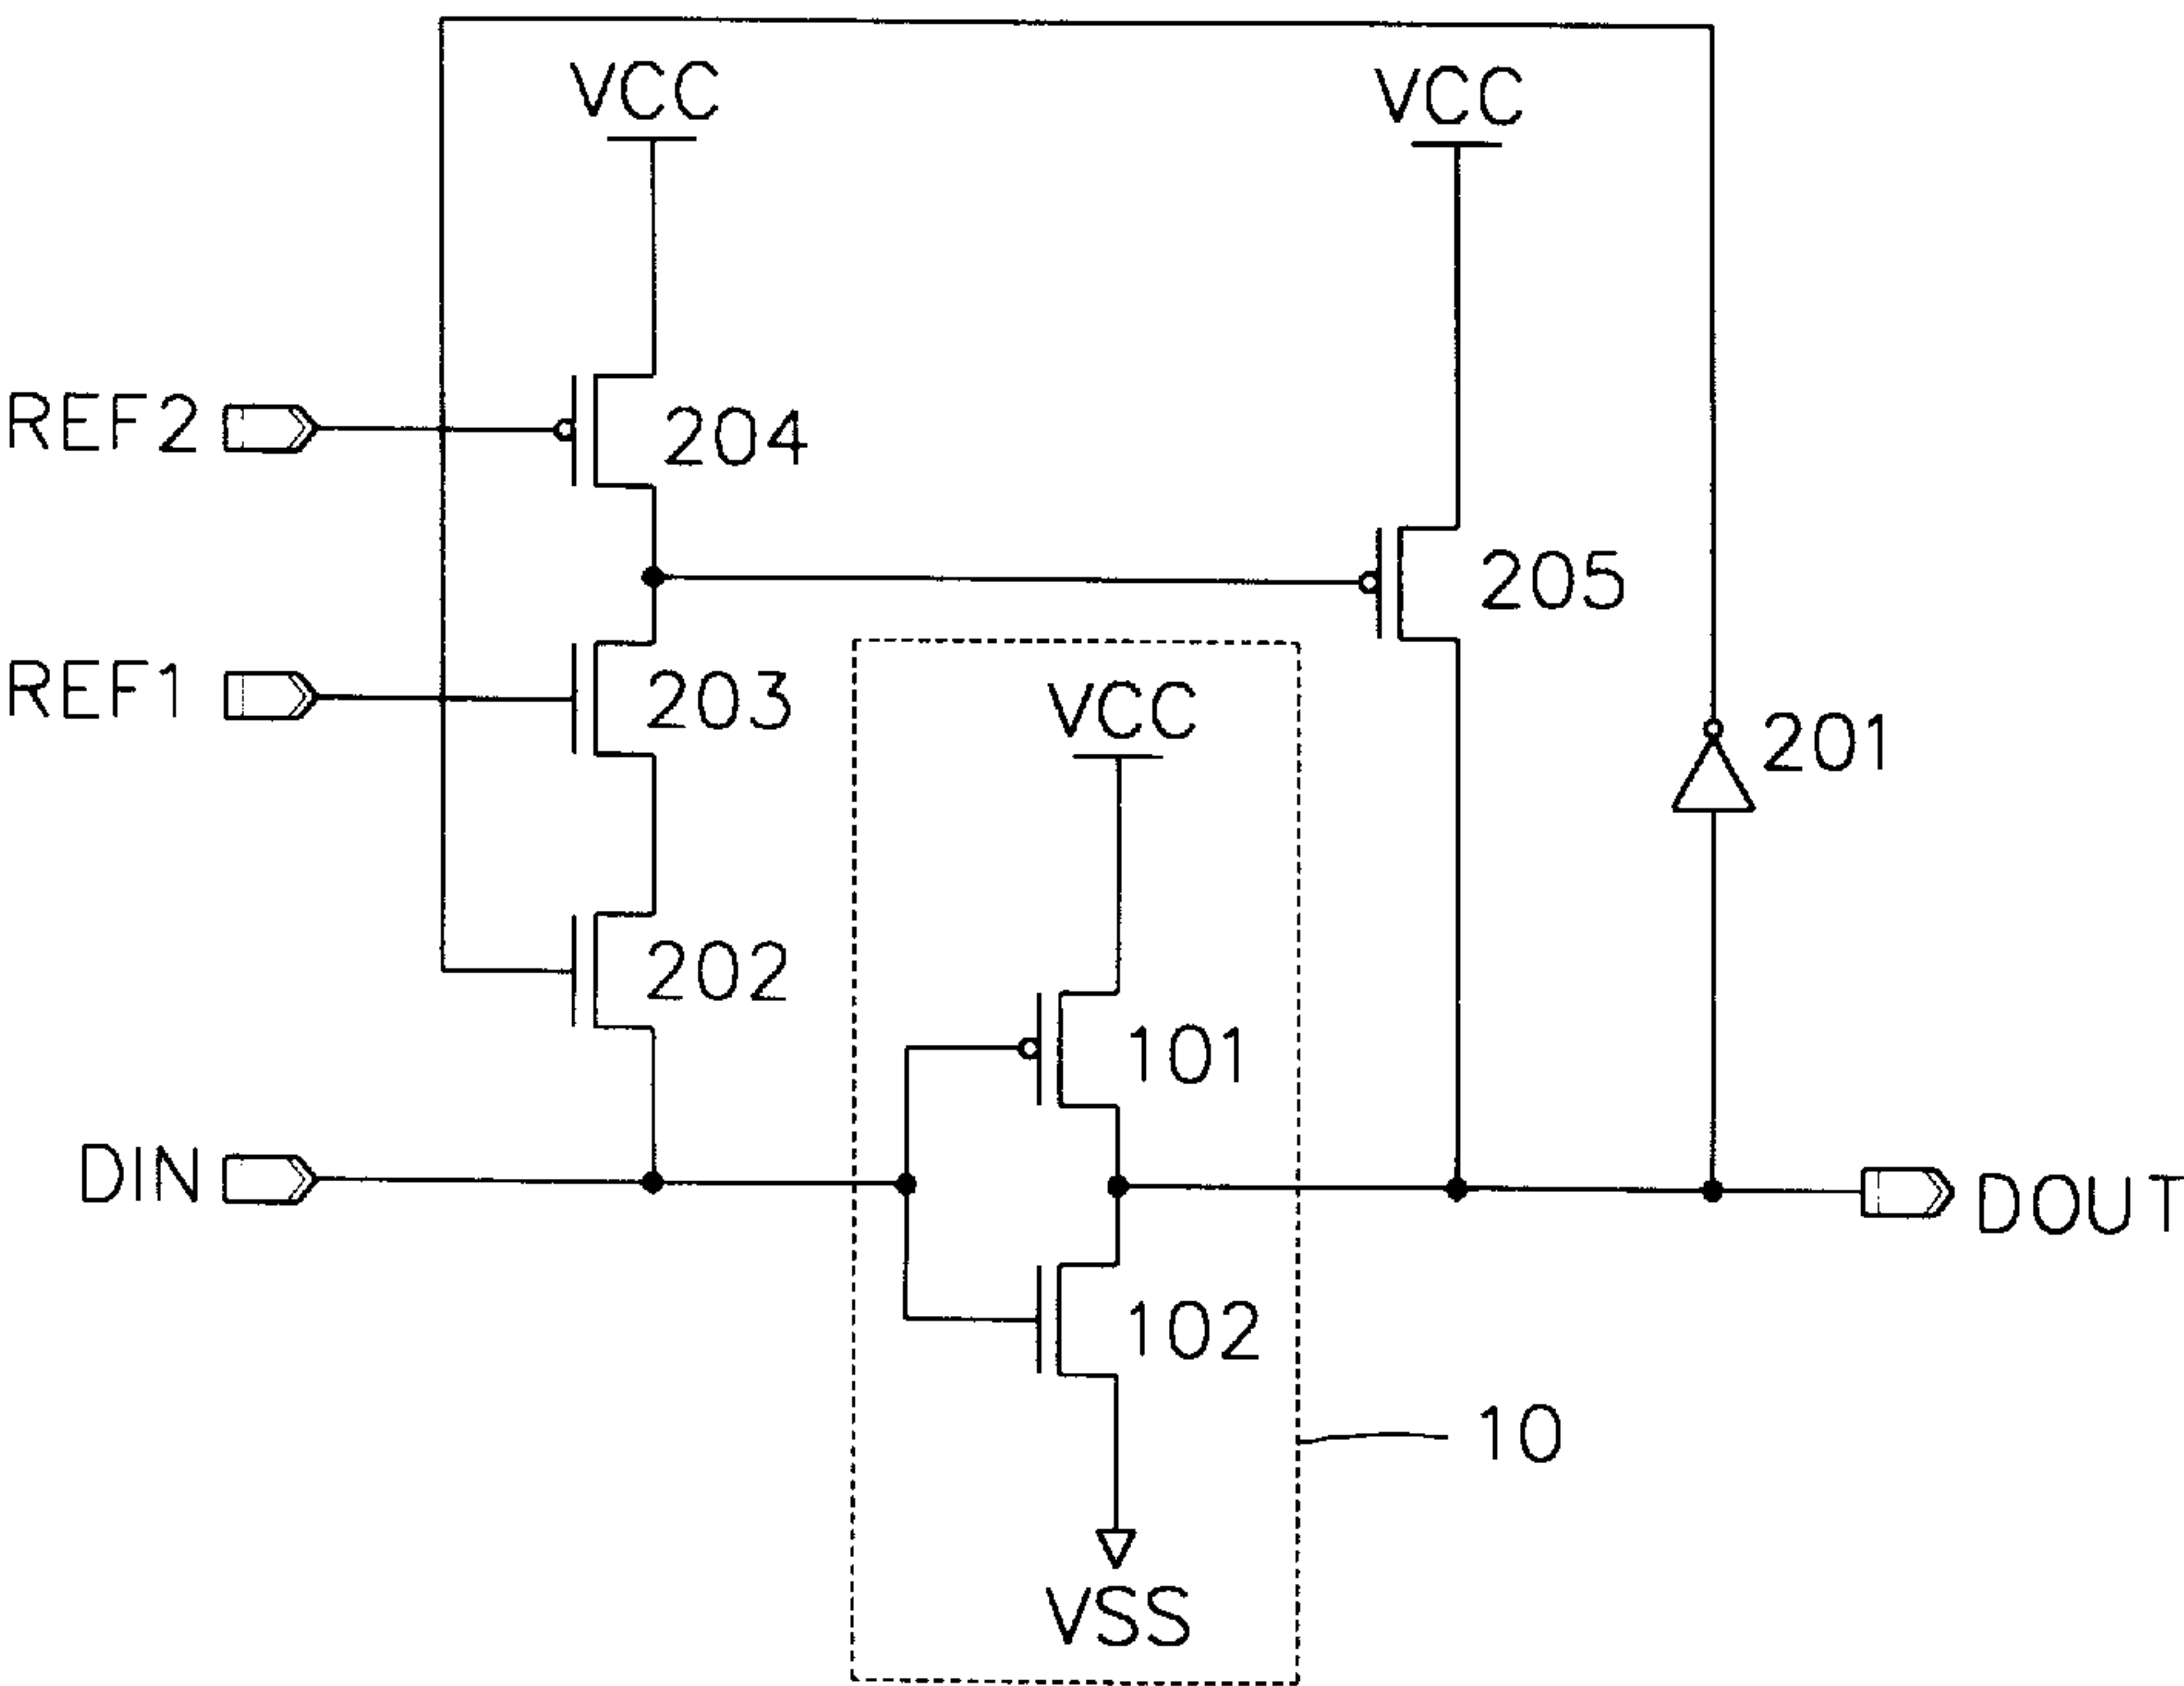 VCC
VCC
REF2
204
205
REF1
203
VCC
201
202
101
DIN
DOUT
102
10
VSS